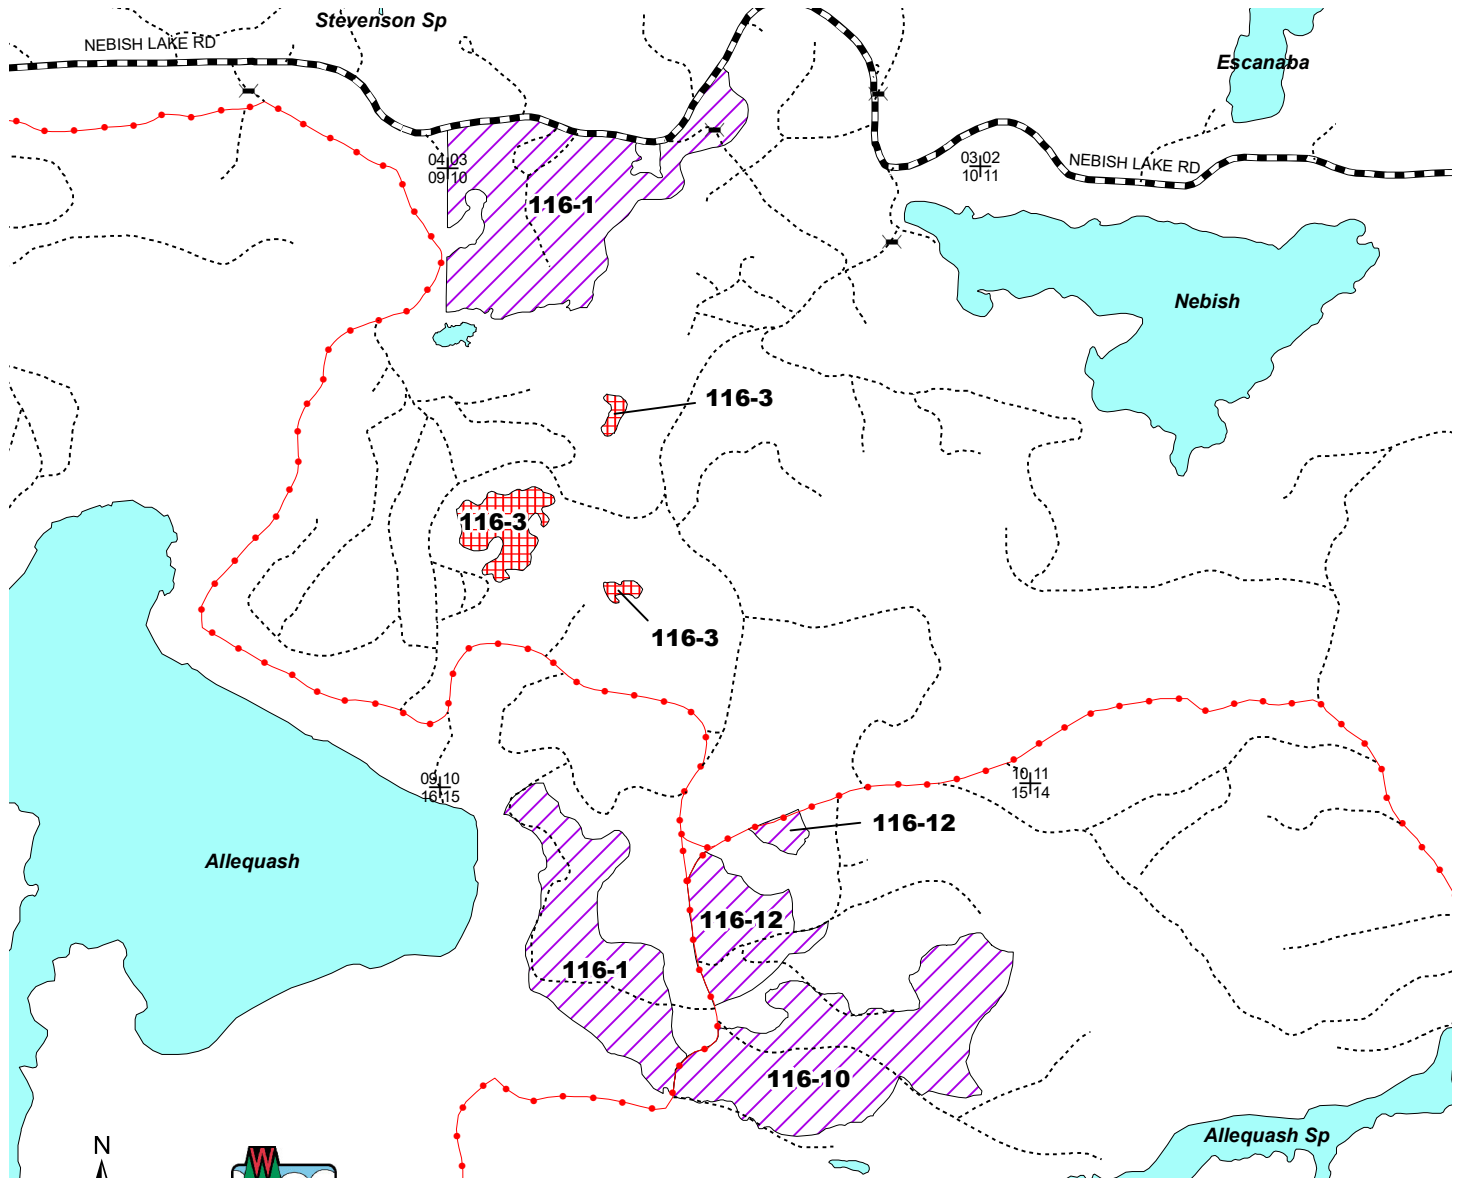 Stevenson Sp
NEBISH LAKE RD
Escanaba
04 03
09 10
03 02
10 11
NEBISH LAKE RD
116-1
Nebish
116-3
116-3
116-3
09 10
16 15
10 11
15 14
116-12
Allequash
116-12
116-1
116-10
Allequash Sp
N
W